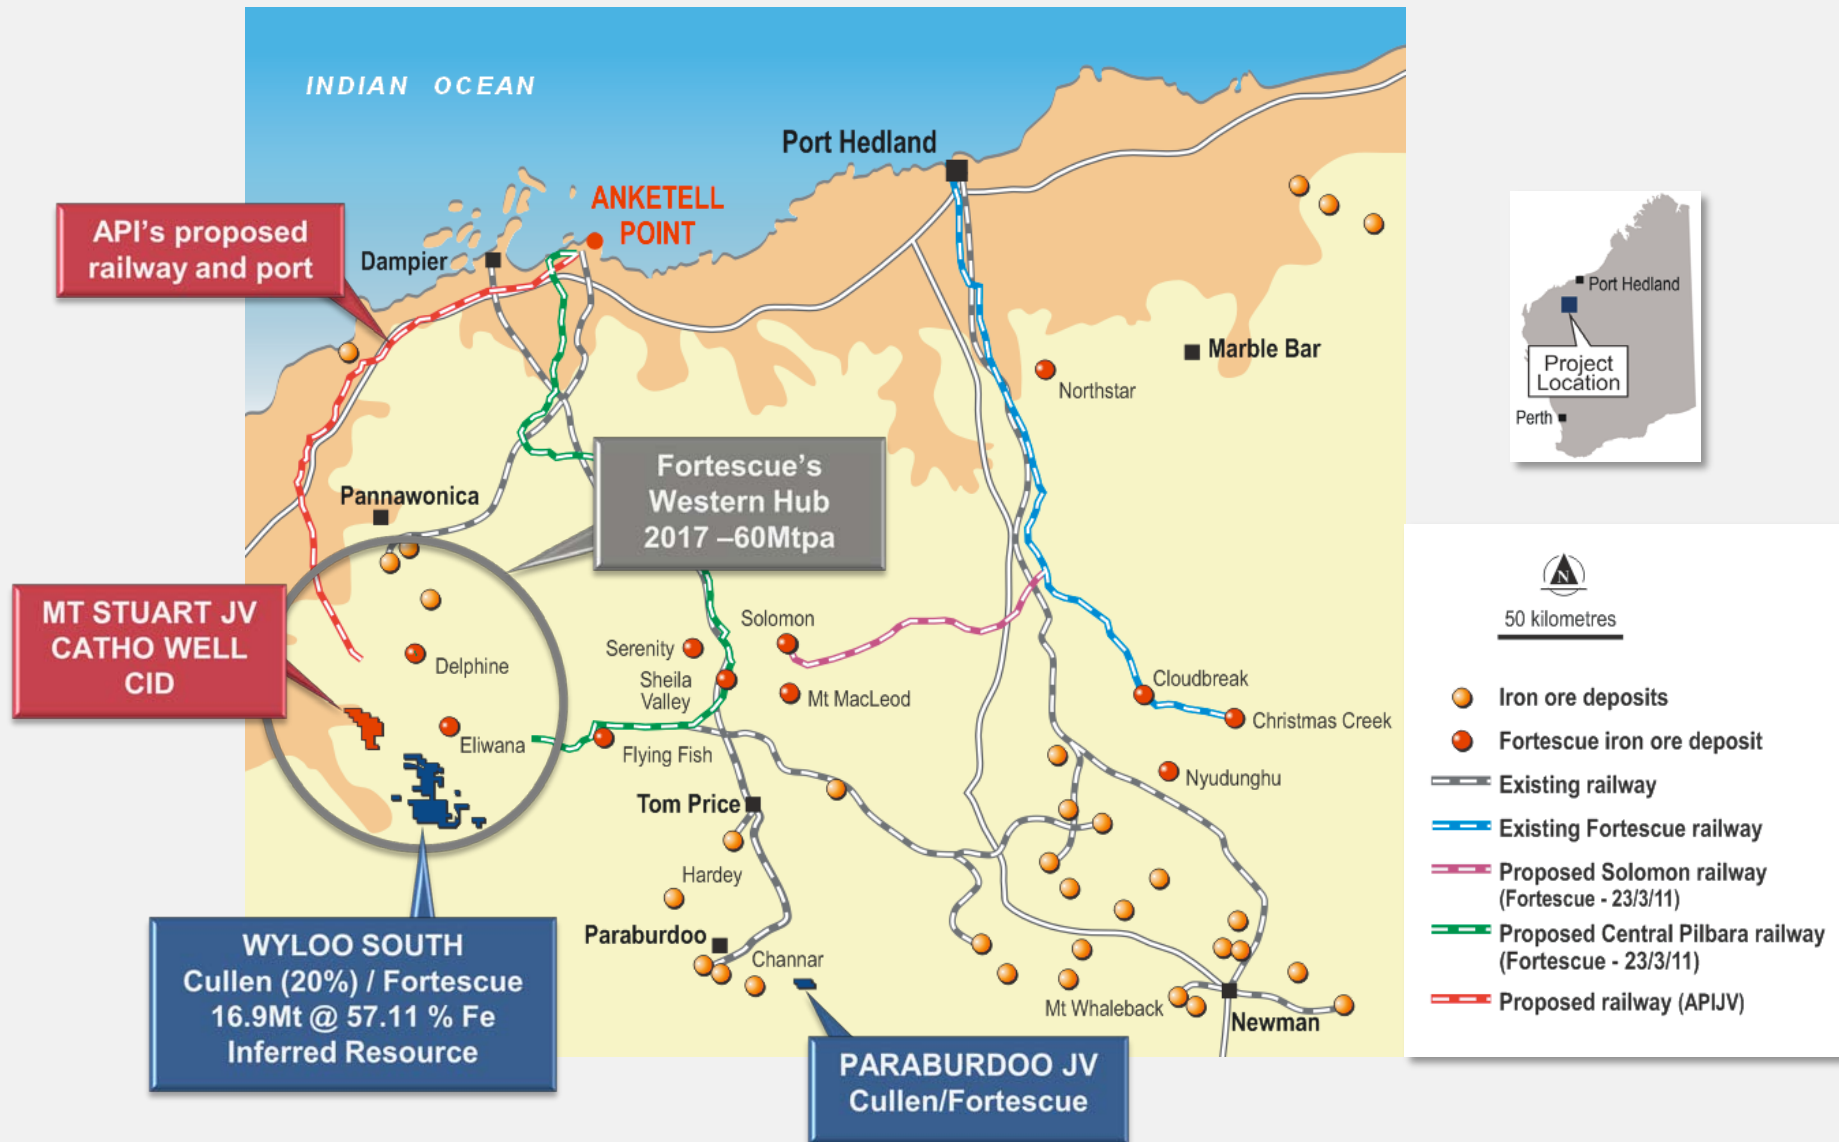 INDIAN OCEAN
Port Hedland
ANKETELL
POINT
API's proposed
railway and port
Dampier
Marble Bar
Northstar
Pannawonica
Fortescue's
Western Hub
2017 –60Mtpa
MT STUART JV
CATHO WELL
CID
Delphine
Eliwana
Serenity
Sheila
Valley
Solomon
Mt MacLeod
Flying Fish
Cloudbreak
Christmas Creek
Nyudunghu
Tom Price
Hardey
Paraburdoo
Channar
Mt Whaleback
Newman
WYLOO SOUTH
Cullen (20%) / Fortescue
16.9Mt @ 57.11 % Fe
Inferred Resource
PARABURDOO JV
Cullen/Fortescue
Port Hedland
Project
Location
Perth
N
50 kilometres
Iron ore deposits
Fortescue iron ore deposit
Existing railway
Existing Fortescue railway
Proposed Solomon railway
(Fortescue - 23/3/11)
Proposed Central Pilbara railway
(Fortescue - 23/3/11)
Proposed railway (APIJV)